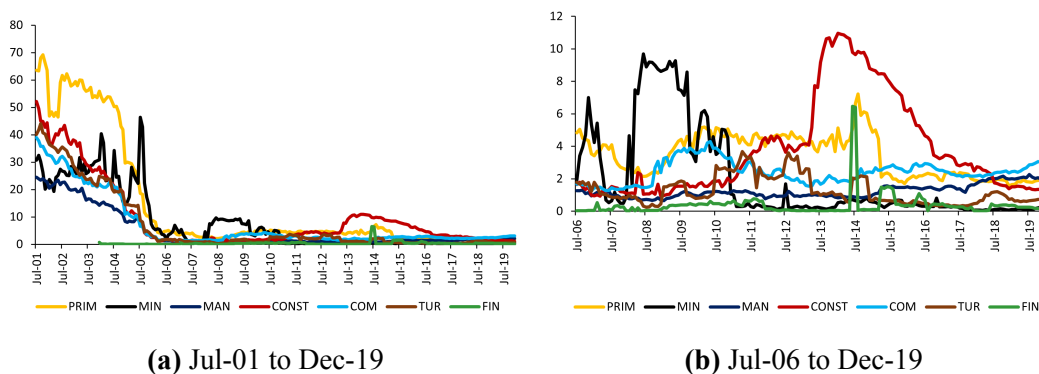 80
70
60
50
40
30
20
10
0
Jul-01
Jul-02
Jul-03
Jul-04
Jul-05
Jul-06
Jul-07
Jul-08
Jul-09
Jul-10
Jul-11
Jul-12
Jul-13
Jul-14
Jul-15
Jul-16
Jul-17
Jul-18
Jul-19
PRIM MIN MAN CONST COM TUR FIN
(a) Jul-01 to Dec-19
12
10
8
6
4
2
0
Jul-06
Jul-07
Jul-08
Jul-09
Jul-10
Jul-11
Jul-12
Jul-13
Jul-14
Jul-15
Jul-16
Jul-17
Jul-18
Jul-19
PRIM MIN MAN CONST COM TUR FIN
(b) Jul-06 to Dec-19